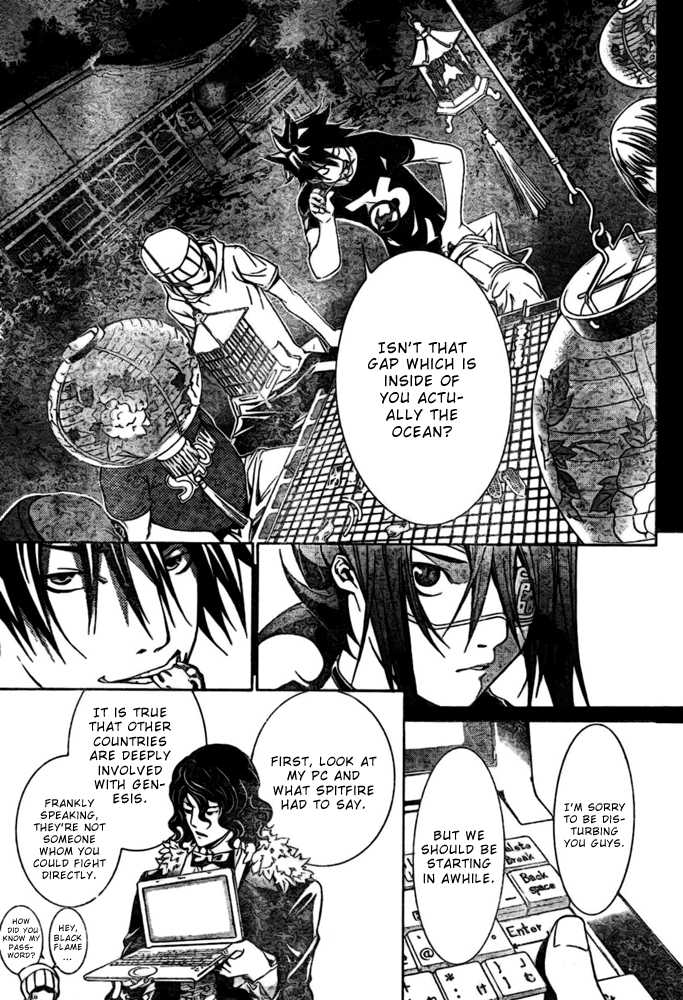 ISN'T THAT
GAP WHICH IS
INSIDE OF
YOU ACTU-
ALLY THE
OCEAN?
I'M SORRY
TO BE DIS-
TURBING
YOU GUYS.
BUT WE
SHOULD BE
STARTING
IN AWHILE.
Delete
Break
Back
space
Enter
FIRST, LOOK AT
MY PC AND
WHAT SPITFIRE
HAD TO SAY.
IT IS TRUE
THAT OTHER
COUNTRIES
ARE DEEPLY
INVOLVED
WITH GEN-
ESIS.
FRANKLY
SPEAKING,
THEY'RE NOT
SOMEONE
WHOM YOU
COULD FIGHT
DIRECTLY.
HEY,
BLACK
FLAME
...
HOW
DID YOU
KNOW MY
PASS-
WORD?